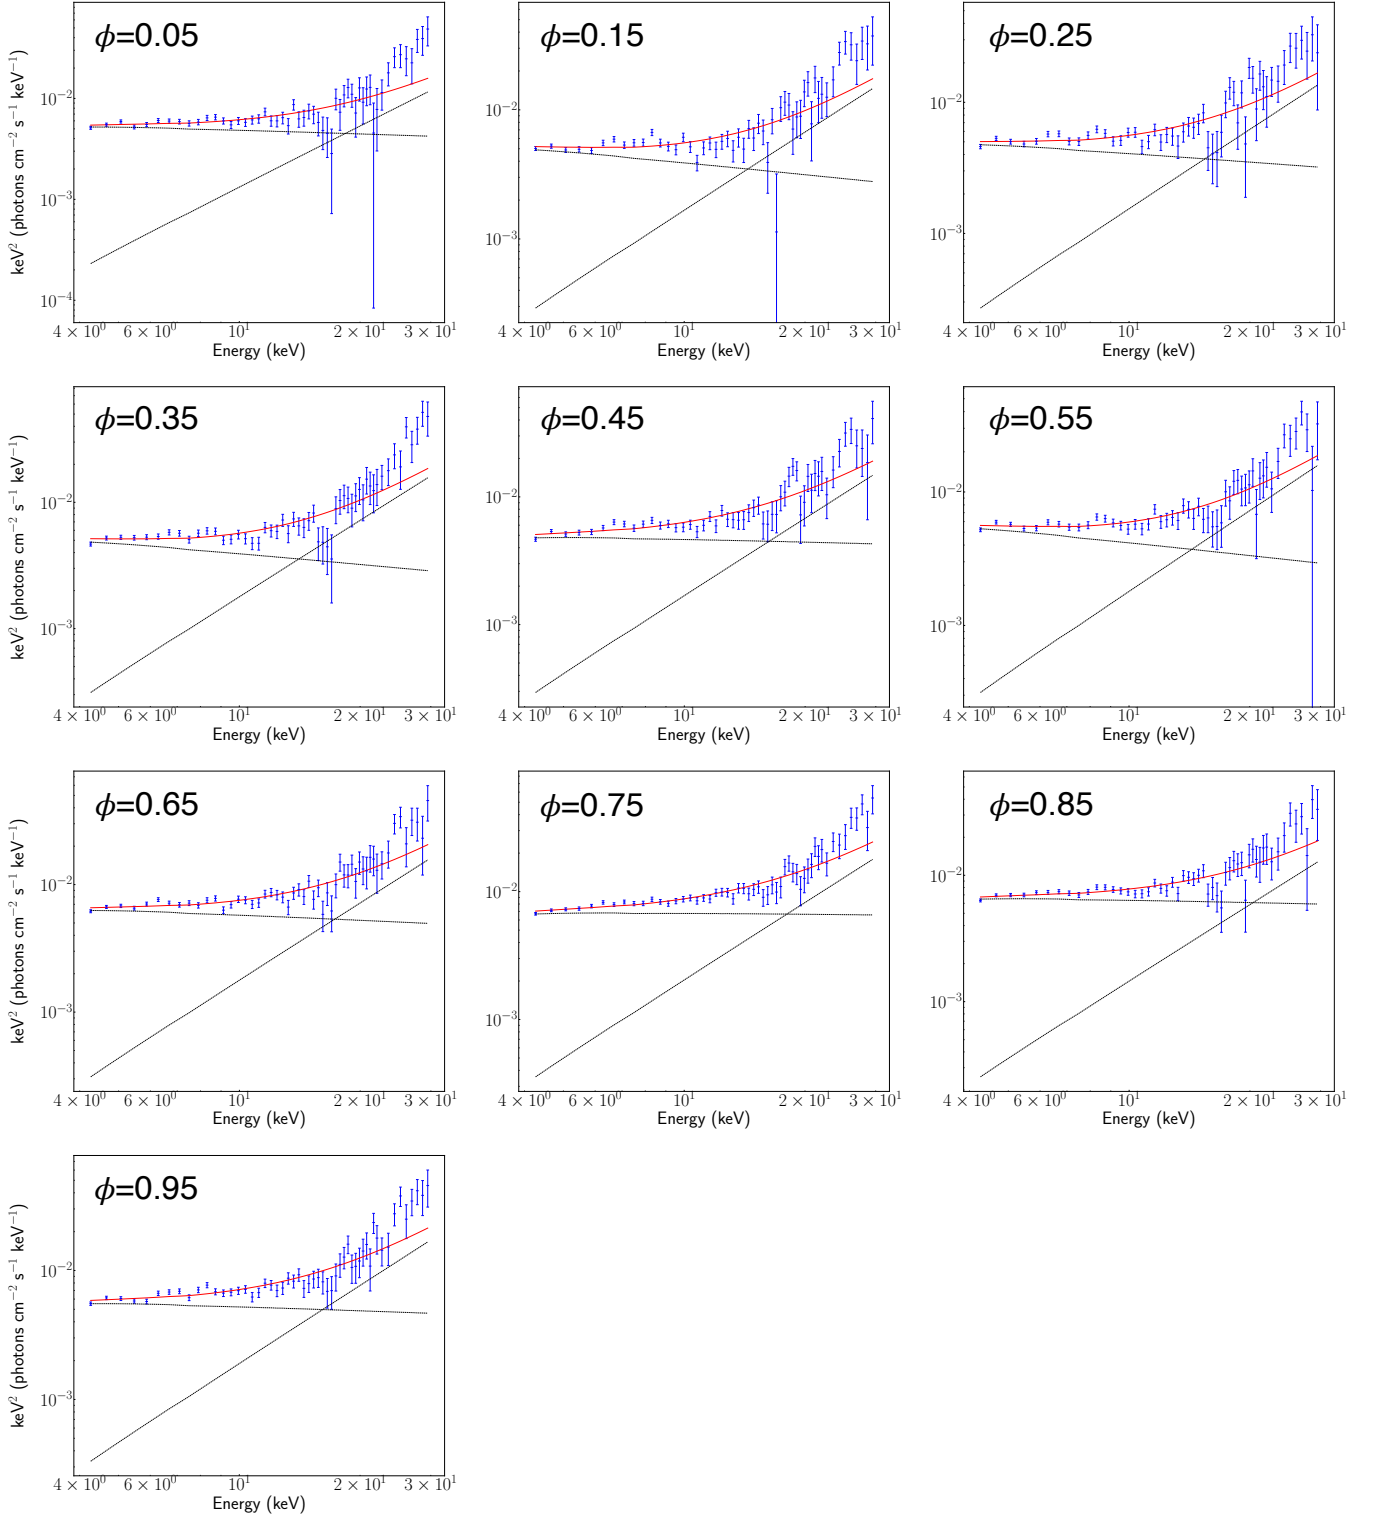 ϕ=0.05
ϕ=0.15
ϕ=0.25
keV² (photons cm⁻² s⁻¹ keV⁻¹)
10⁻²
10⁻³
10⁻⁴
10⁻²
10⁻³
10⁻²
10⁻³
4 × 10⁰ 6 × 10⁰ 10¹ 2 × 10¹ 3 × 10¹
4 × 10⁰ 6 × 10⁰ 10¹ 2 × 10¹ 3 × 10¹
4 × 10⁰ 6 × 10⁰ 10¹ 2 × 10¹ 3 × 10¹
Energy (keV)
Energy (keV)
Energy (keV)
ϕ=0.35
ϕ=0.45
ϕ=0.55
keV² (photons cm⁻² s⁻¹ keV⁻¹)
10⁻²
10⁻³
10⁻²
10⁻³
10⁻²
10⁻³
4 × 10⁰ 6 × 10⁰ 10¹ 2 × 10¹ 3 × 10¹
4 × 10⁰ 6 × 10⁰ 10¹ 2 × 10¹ 3 × 10¹
4 × 10⁰ 6 × 10⁰ 10¹ 2 × 10¹ 3 × 10¹
Energy (keV)
Energy (keV)
Energy (keV)
ϕ=0.65
ϕ=0.75
ϕ=0.85
keV² (photons cm⁻² s⁻¹ keV⁻¹)
10⁻²
10⁻³
10⁻²
10⁻³
10⁻²
10⁻³
4 × 10⁰ 6 × 10⁰ 10¹ 2 × 10¹ 3 × 10¹
4 × 10⁰ 6 × 10⁰ 10¹ 2 × 10¹ 3 × 10¹
4 × 10⁰ 6 × 10⁰ 10¹ 2 × 10¹ 3 × 10¹
Energy (keV)
Energy (keV)
Energy (keV)
ϕ=0.95
keV² (photons cm⁻² s⁻¹ keV⁻¹)
10⁻²
10⁻³
4 × 10⁰ 6 × 10⁰ 10¹ 2 × 10¹ 3 × 10¹
Energy (keV)